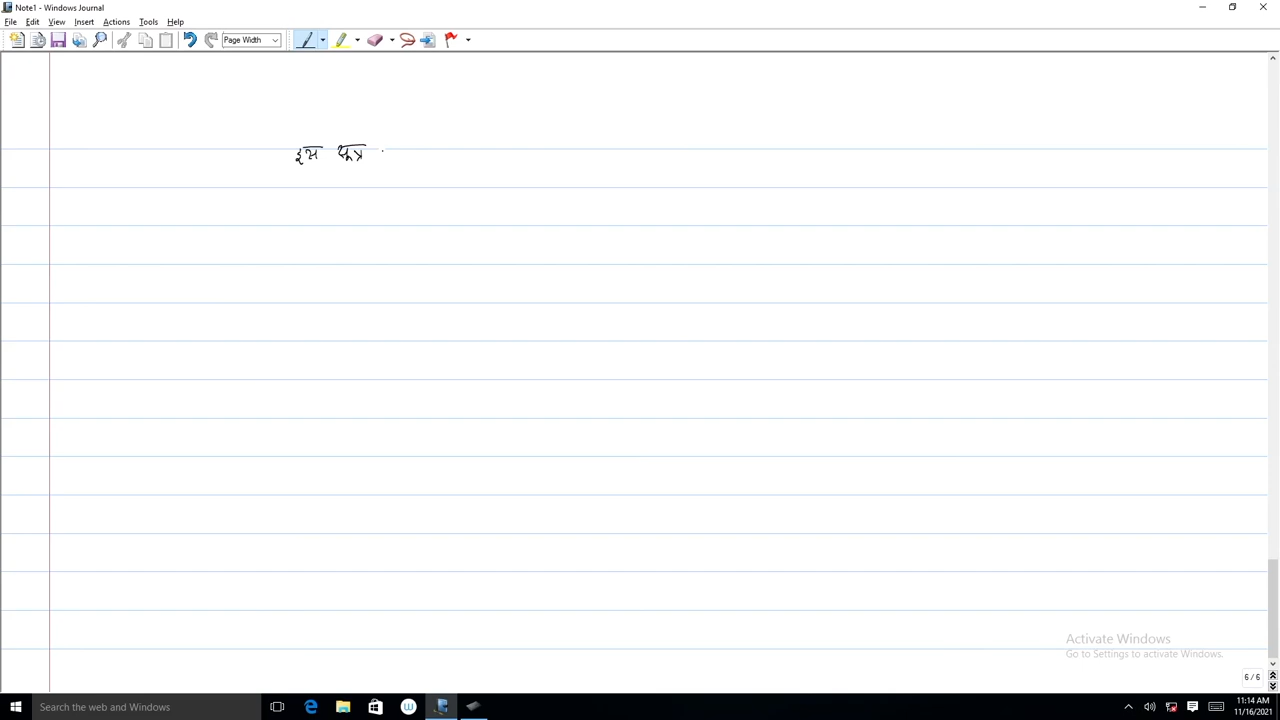 Note1 - Windows Journal
File Edit View Insert Actions Tools Help
Page Width
इस सूत्र
Activate Windows
Go to Settings to activate Windows.
6 / 6
Search the web and Windows
11:14 AM
11/16/2021